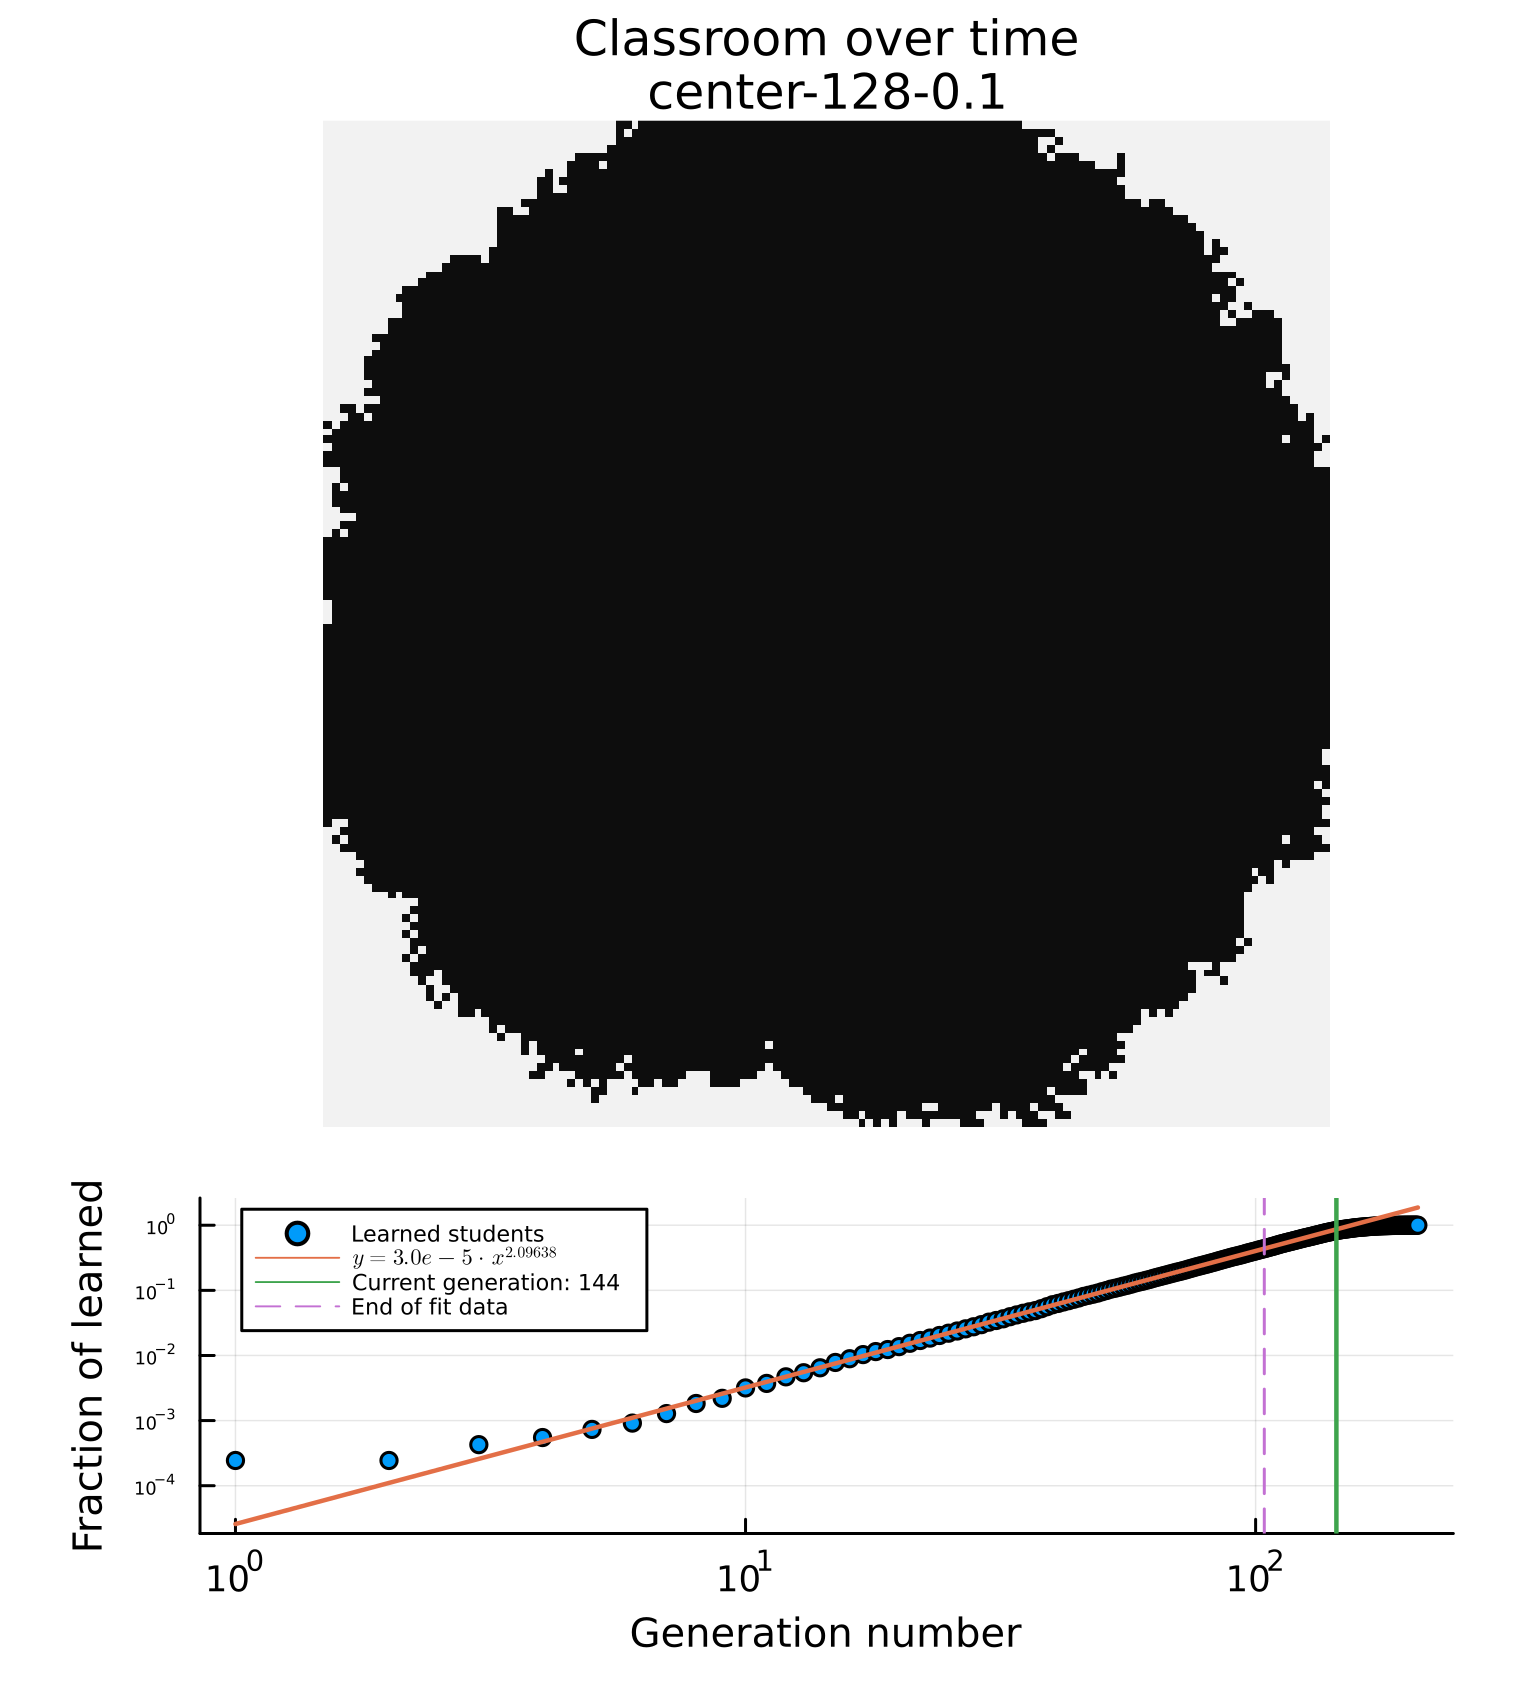 Classroom over time
center-128-0.1
Fraction of learned
10^0
10^-1
10^-2
10^-3
10^-4
Learned students
y = 3.0e − 5 · x^2.09638
Current generation: 144
End of fit data
10^0 10^1 10^2
Generation number